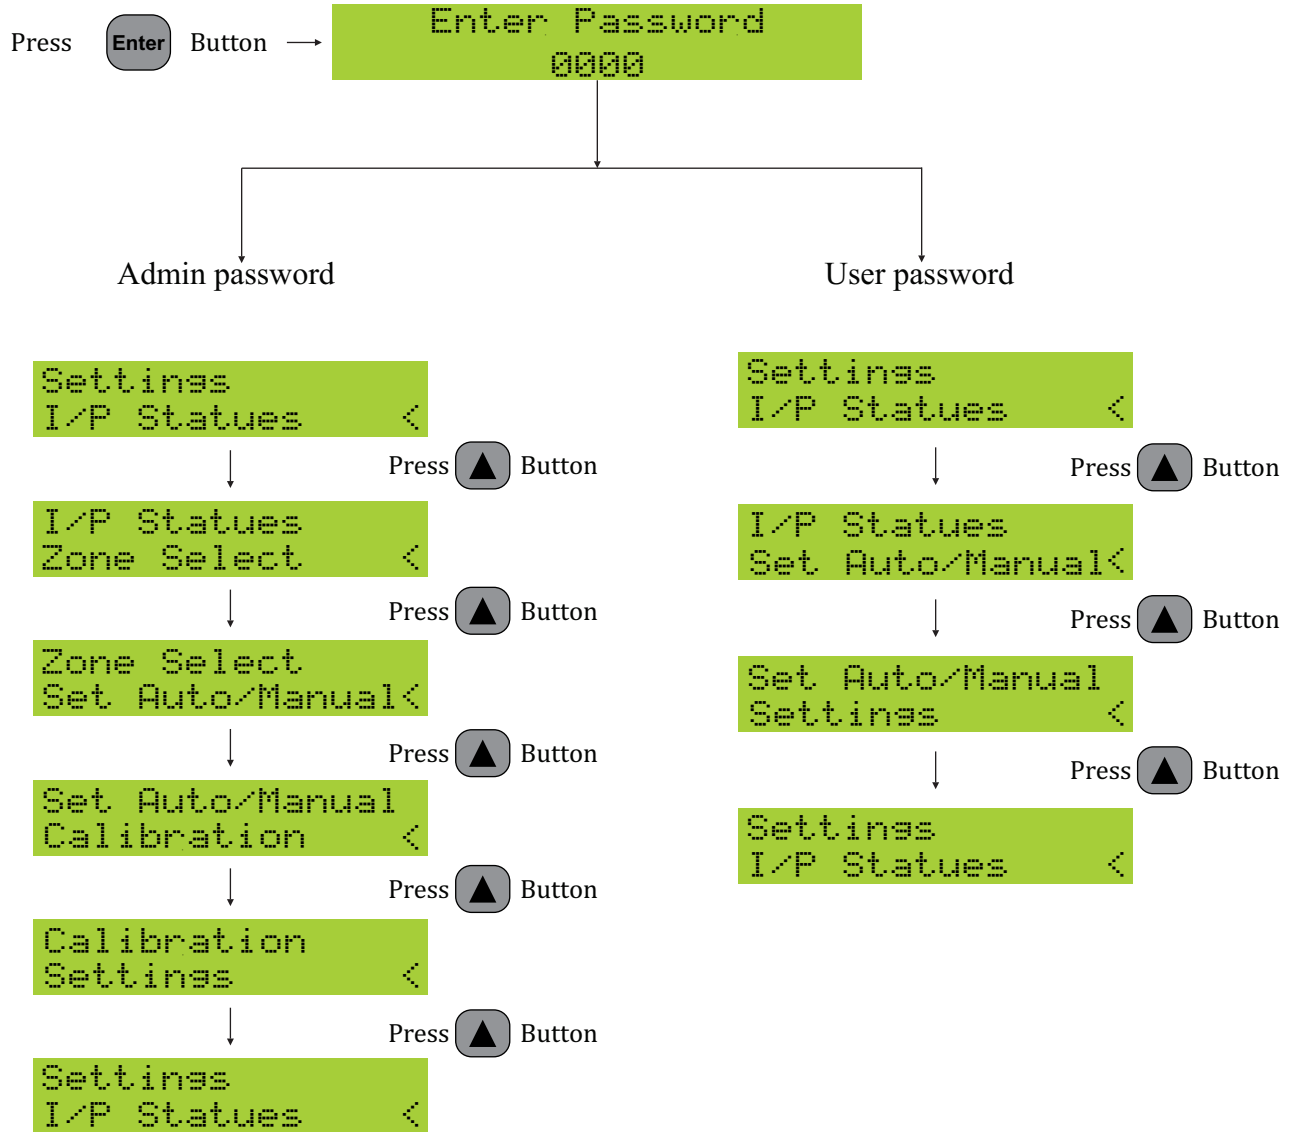 Enter Password
Press Enter Button
0000
Admin password
User password
Settings
I/P Statues <
Press ▲ Button
I/P Statues
Zone Select <
Press ▲ Button
Zone Select
Set Auto/Manual<
Press ▲ Button
Set Auto/Manual
Calibration <
Press ▲ Button
Calibration
Settings <
Press ▲ Button
Settings
I/P Statues <
Settings
I/P Statues <
Press ▲ Button
I/P Statues
Set Auto/Manual<
Press ▲ Button
Set Auto/Manual
Settings <
Press ▲ Button
Settings
I/P Statues <